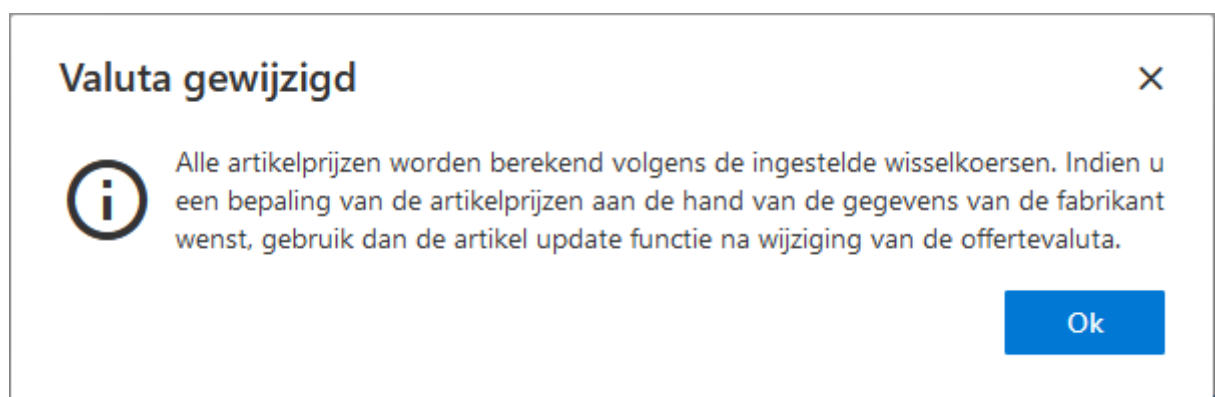 Valuta gewijzigd
Alle artikelprijzen worden berekend volgens de ingestelde wisselkoersen. Indien u
een bepaling van de artikelprijzen aan de hand van de gegevens van de fabrikant
wenst, gebruik dan de artikel update functie na wijziging van de offertevaluta.
Ok